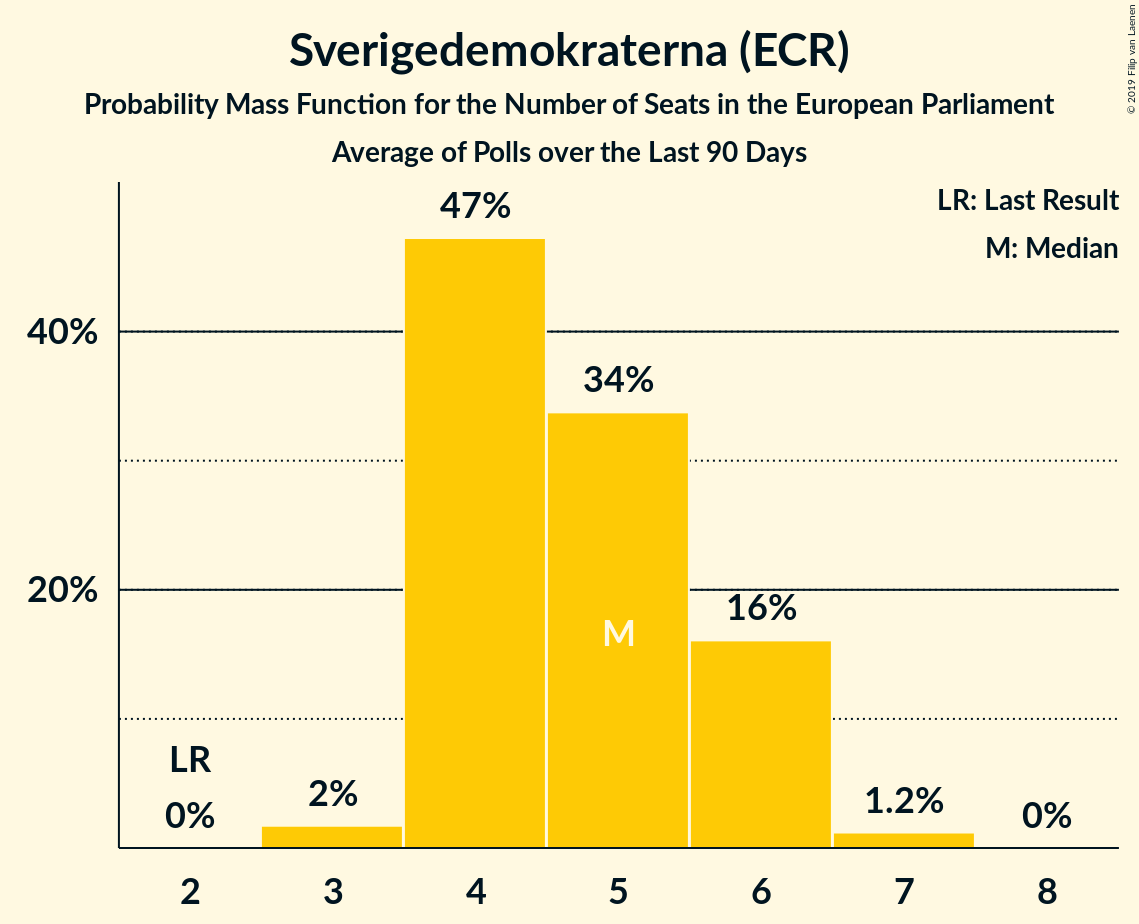 Sverigedemokraterna (ECR)
Probability Mass Function for the Number of Seats in the European Parliament
Average of Polls over the Last 90 Days
© 2019 Filip van Laenen
LR: Last Result
M: Median
47%
40%
34%
20%
16%
M
LR
0%
2%
1.2%
0%
2 3 4 5 6 7 8